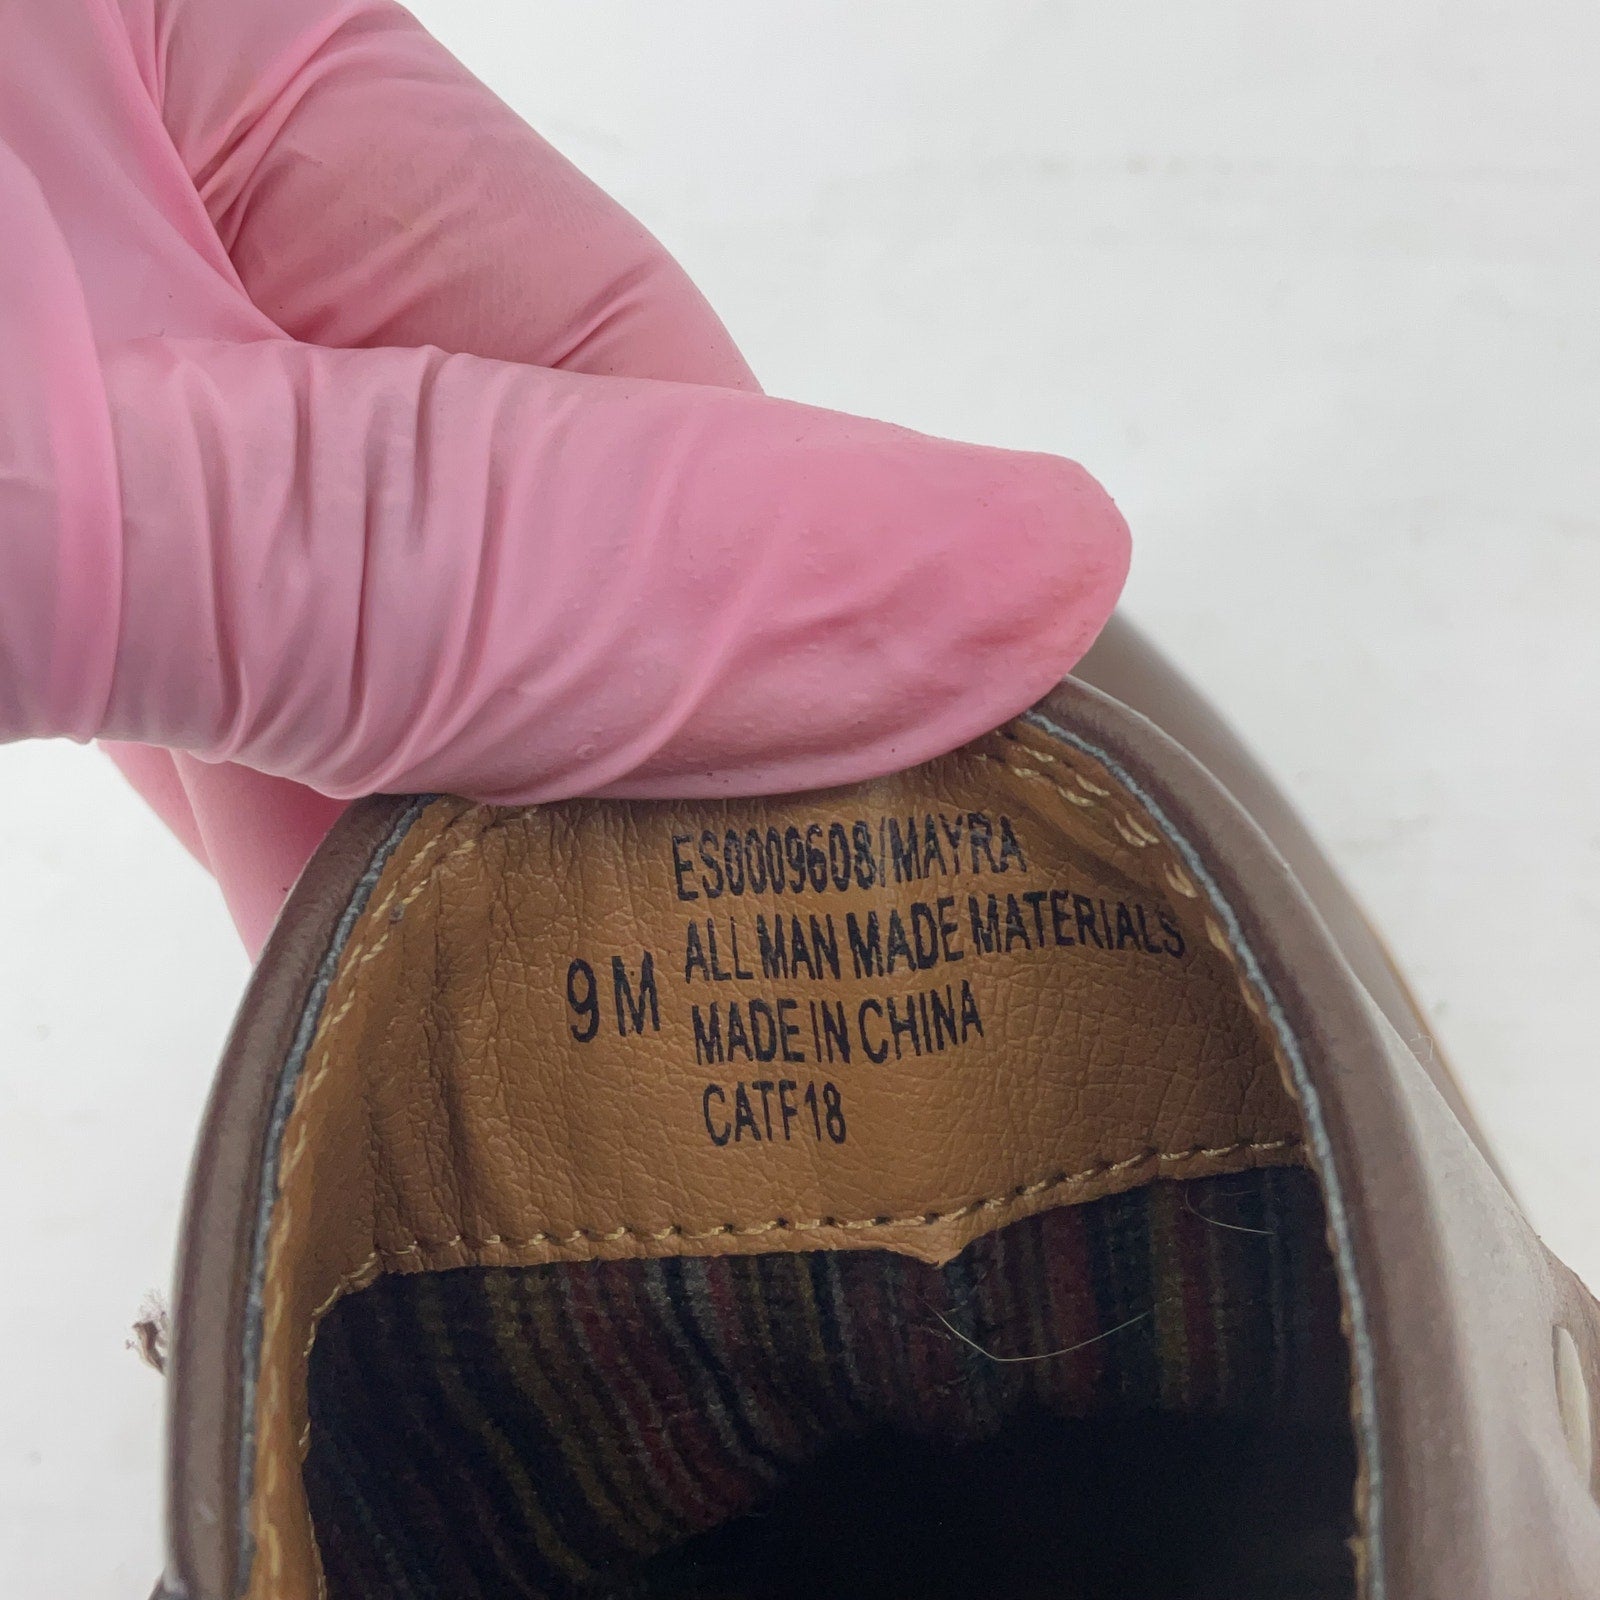 ES0009608/MAYRA
ALL MAN MADE MATERIALS
9 M
MADE IN CHINA
CATF18